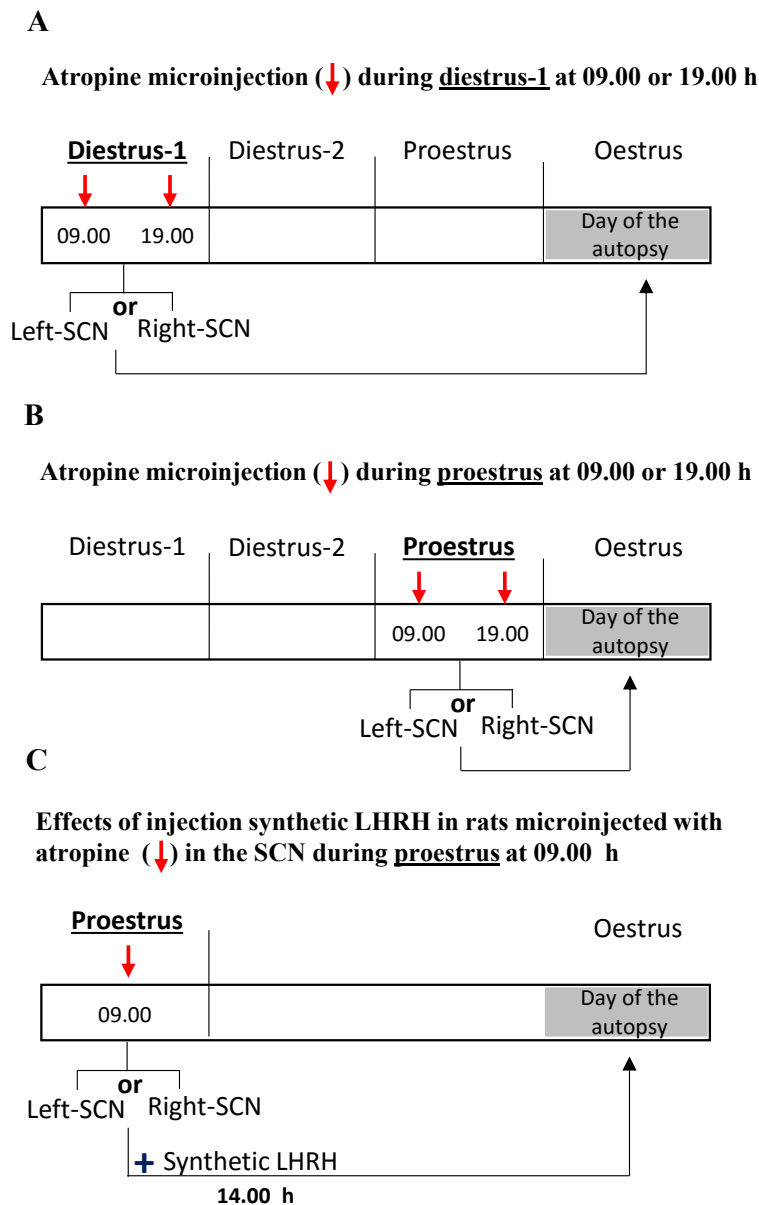 A
Atropine microinjection (↓) during diestrus-1 at 09.00 or 19.00 h
Diestrus-1 Diestrus-2 Proestrus Oestrus
09.00 19.00 Day of the
autopsy
or
Left-SCN Right-SCN
B
Atropine microinjection (↓) during proestrus at 09.00 or 19.00 h
Diestrus-1 Diestrus-2 Proestrus Oestrus
09.00 19.00 Day of the
autopsy
or
Left-SCN Right-SCN
C
Effects of injection synthetic LHRH in rats microinjected with
atropine (↓) in the SCN during proestrus at 09.00 h
Proestrus Oestrus
09.00 Day of the
autopsy
or
Left-SCN Right-SCN
+ Synthetic LHRH
14.00 h